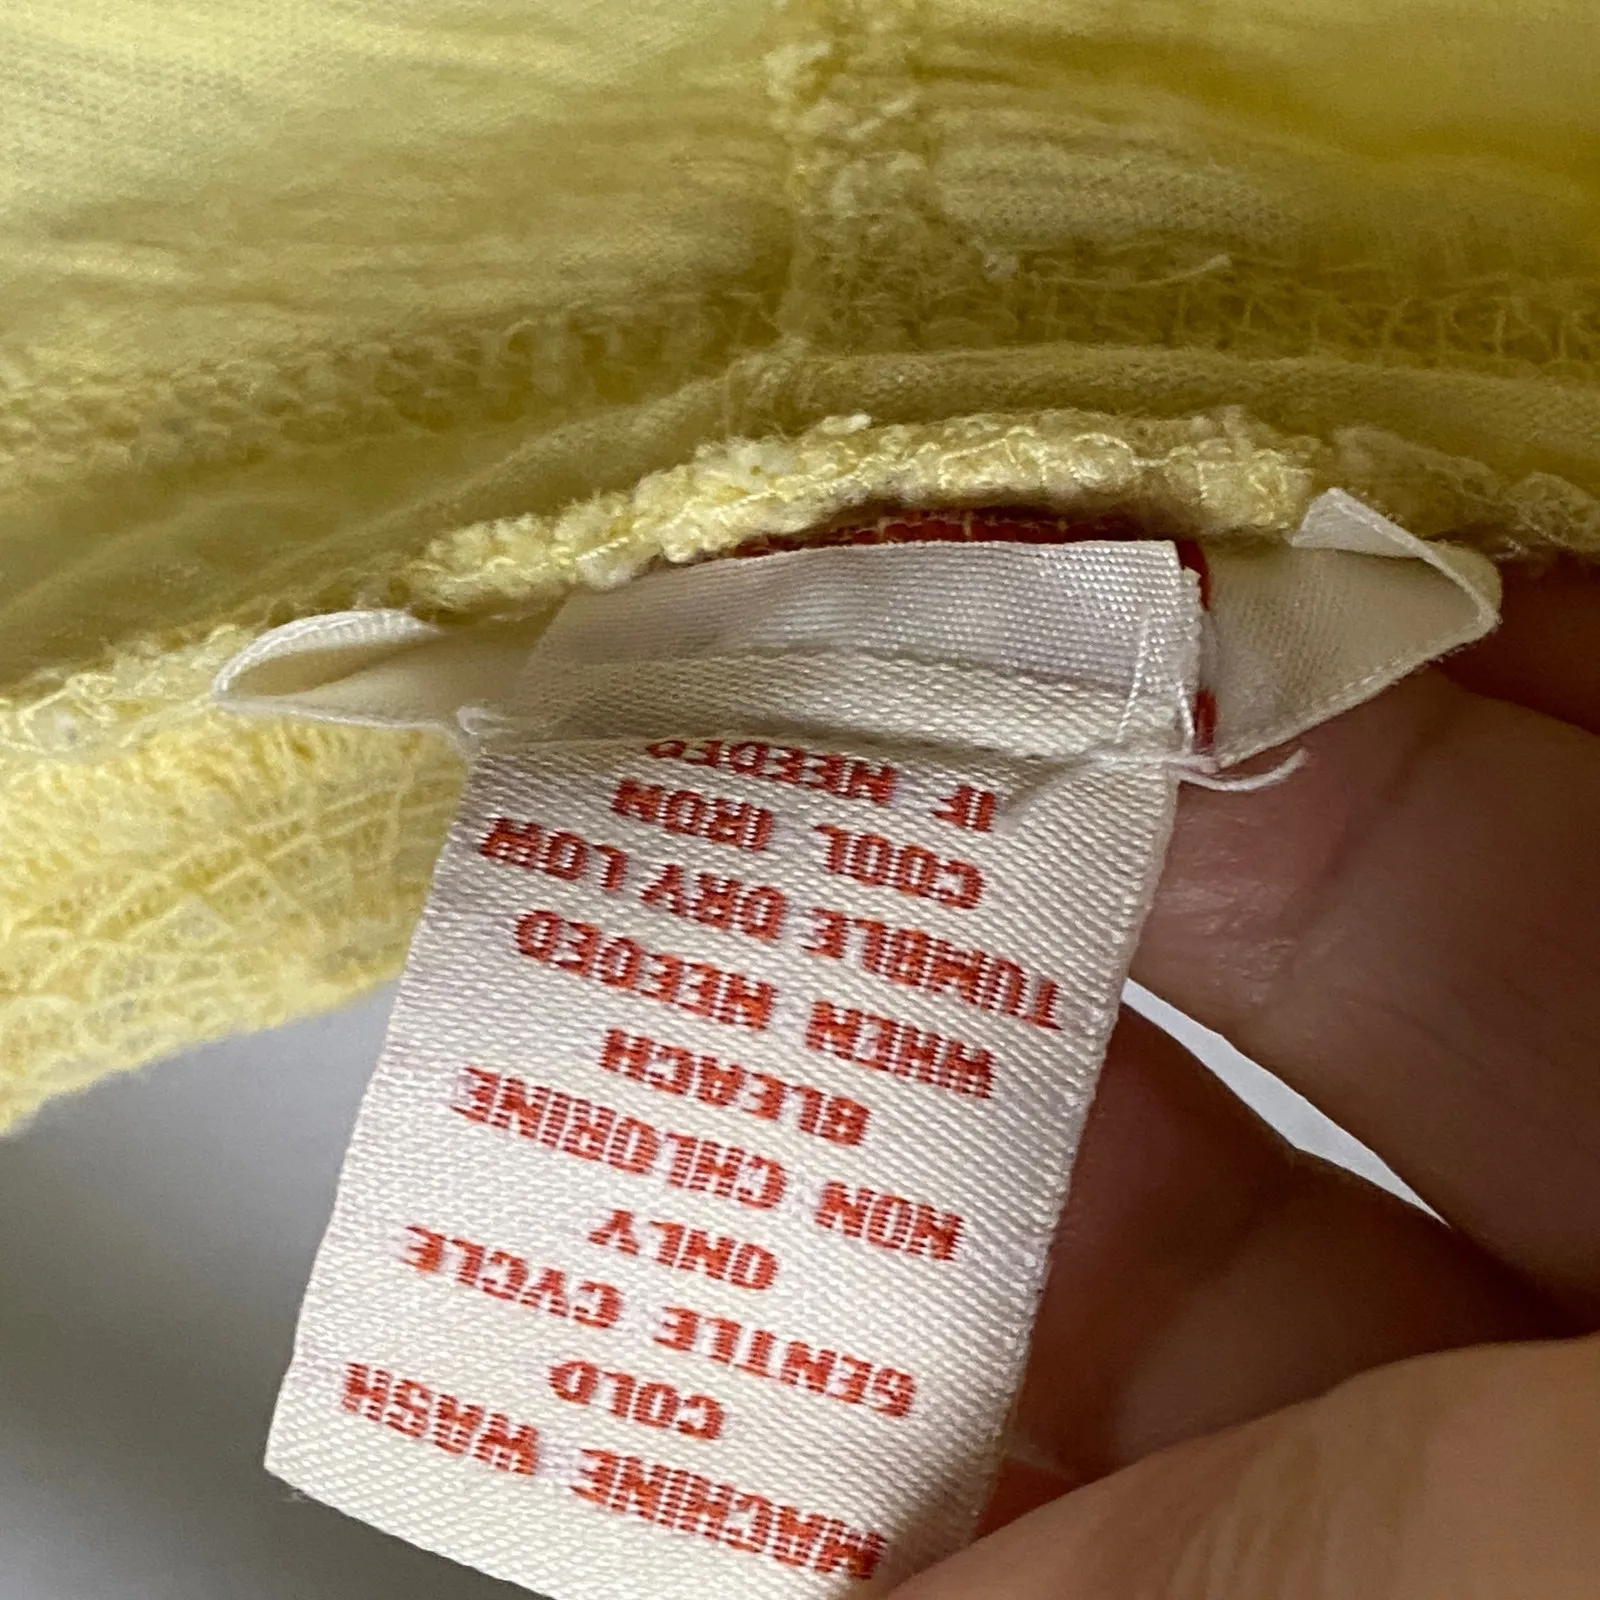 MACHINE WASH
COLD
GENTLE CYCLE
ONLY
NON CHLORINE
BLEACH
WHEN NEEDED
TUMBLE DRY LOW
COOL IRON
IF NEEDED